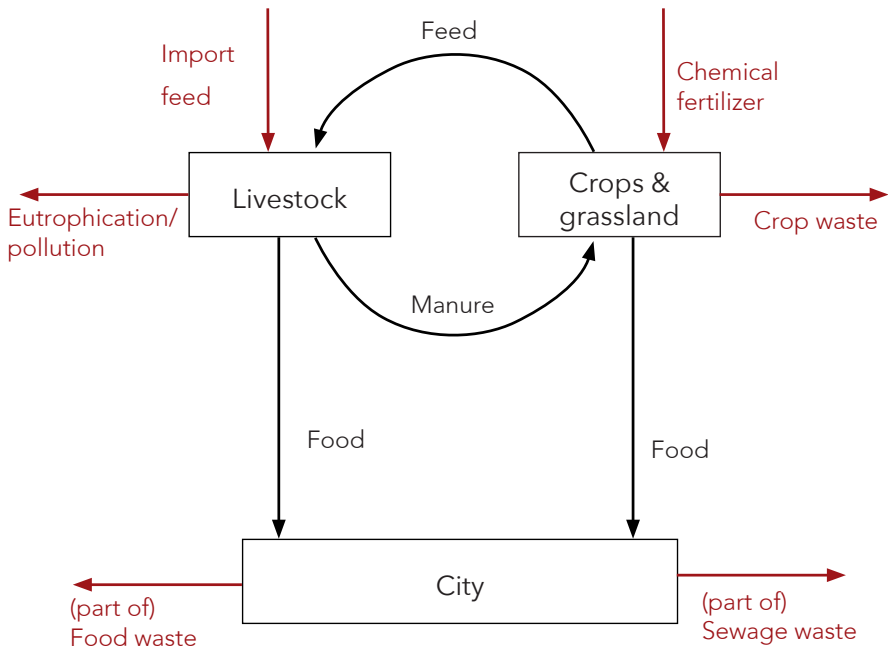 Feed
Import
feed
Chemical
fertilizer
Livestock
Crops &
grassland
Eutrophication/
pollution
Crop waste
Manure
Food
Food
City
(part of)
Food waste
(part of)
Sewage waste